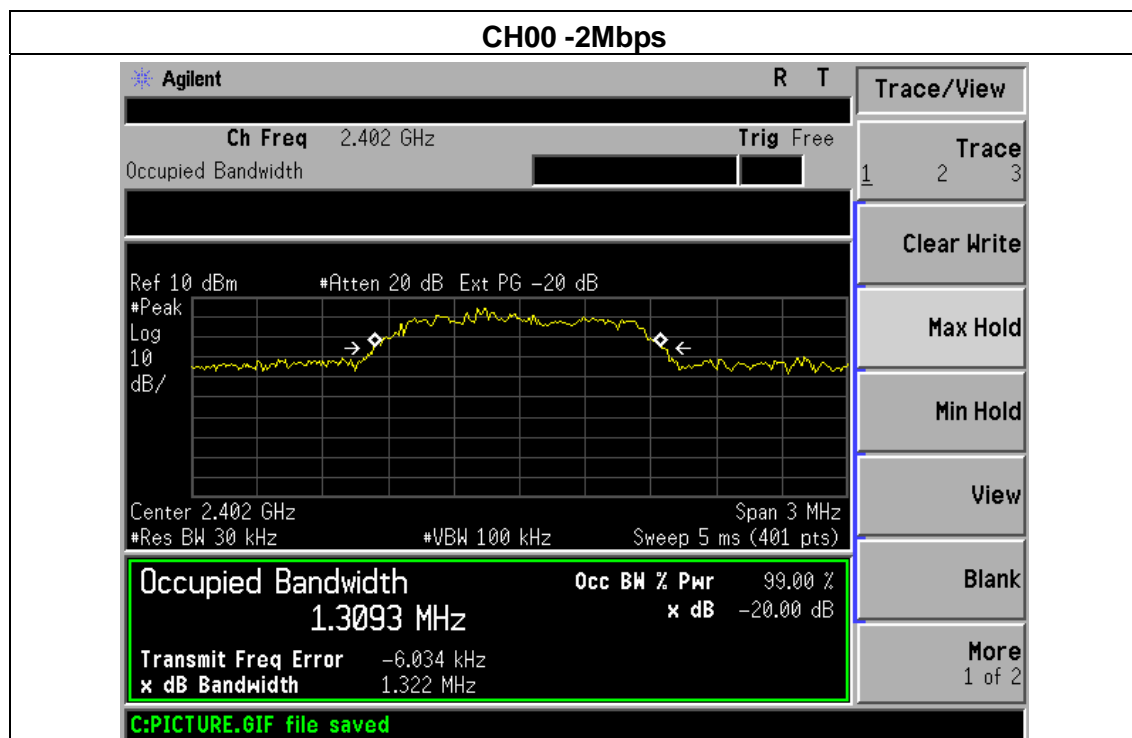 CH00 -2Mbps
Agilent R T
Trace/View
Ch Freq 2.402 GHz Trig Free
Occupied Bandwidth
Trace
1 2 3
Clear Write
Ref 10 dBm #Atten 20 dB Ext PG -20 dB
#Peak
Log
10
dB/
Max Hold
Min Hold
View
Center 2.402 GHz Span 3 MHz
#Res BW 30 kHz #VBW 100 kHz Sweep 5 ms (401 pts)
Occupied Bandwidth Occ BW % Pwr 99.00 %
1.3093 MHz x dB -20.00 dB
Blank
Transmit Freq Error -6.034 kHz
x dB Bandwidth 1.322 MHz
More
1 of 2
C:PICTURE.GIF file saved